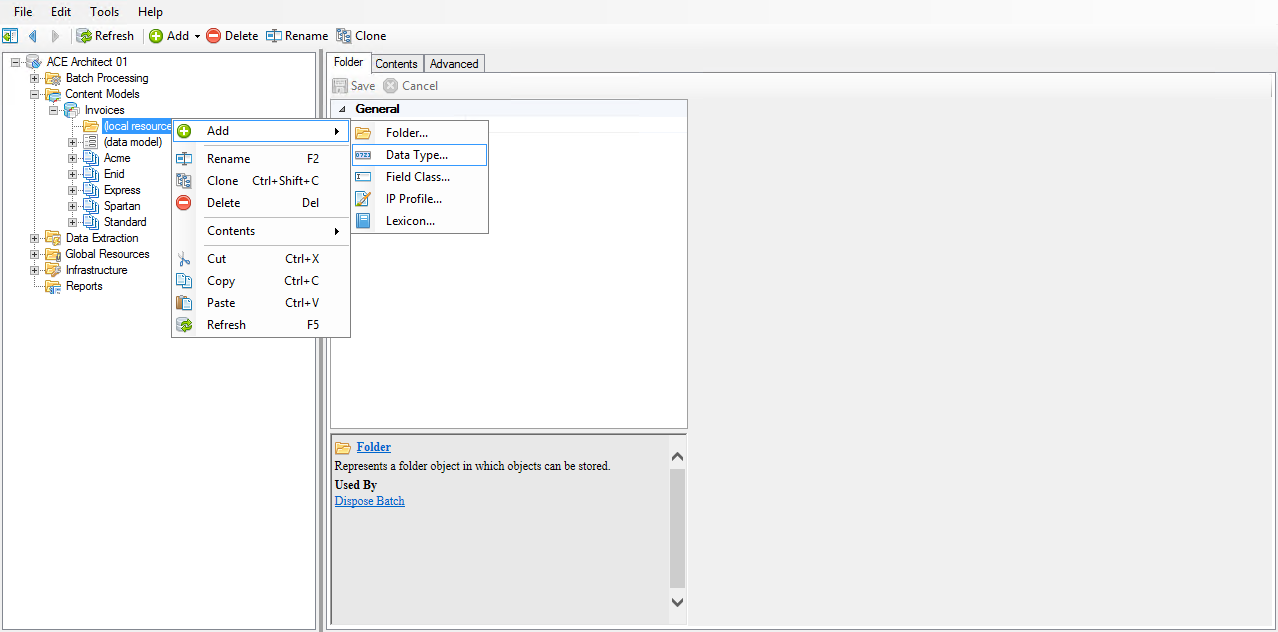 File Edit Tools Help
Refresh Add Delete Rename Clone
ACE Architect 01
Batch Processing
Content Models
Invoices
(local resource
(data model)
Acme
Enid
Express
Spartan
Standard
Data Extraction
Global Resources
Infrastructure
Reports
Add
Rename F2
Clone Ctrl+Shift+C
Delete Del
Contents
Cut Ctrl+X
Copy Ctrl+C
Paste Ctrl+V
Refresh F5
Folder...
Data Type...
Field Class...
IP Profile...
Lexicon...
Folder Contents Advanced
Save Cancel
General
Folder
Represents a folder object in which objects can be stored.
Used By
Dispose Batch